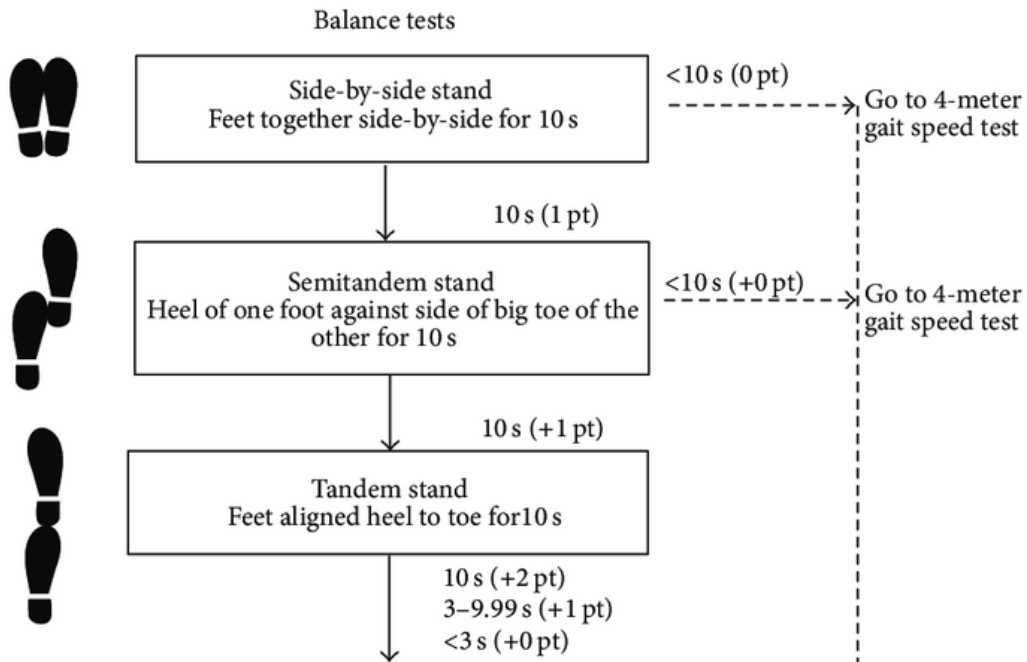 Balance tests
Side-by-side stand
Feet together side-by-side for 10 s
<10 s (0 pt)
Go to 4-meter
gait speed test
10 s (1 pt)
Semitandem stand
Heel of one foot against side of big toe of the
other for 10 s
<10 s (+0 pt)
Go to 4-meter
gait speed test
10 s (+1 pt)
Tandem stand
Feet aligned heel to toe for10 s
10 s (+2 pt)
3–9.99 s (+1 pt)
<3 s (+0 pt)